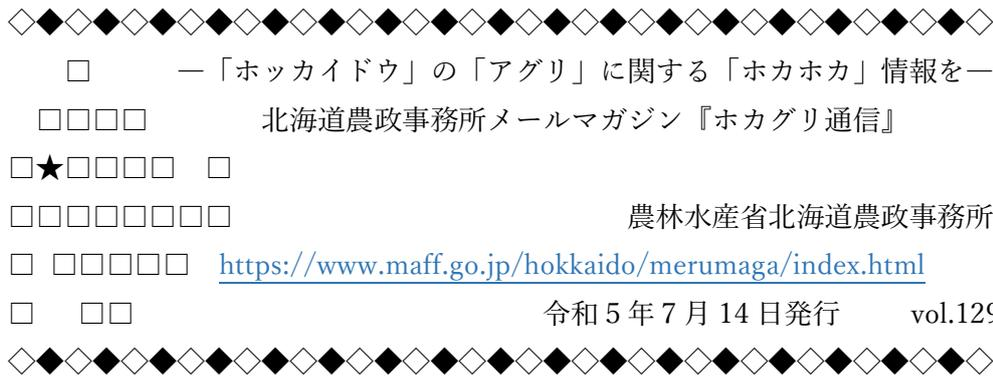 ◇◆◇◆◇◆◇◆◇◆◇◆◇◆◇◆◇◆◇◆◇◆◇◆◇◆◇◆◇◆◇◆◇◆◇
□　　　―「ホッカイドウ」の「アグリ」に関する「ホカホカ」情報を―
□□□□　　　　北海道農政事務所メールマガジン『ホカグリ通信』
□★□□□□　□
□□□□□□□□　　　　　　　　　　　　　　農林水産省北海道農政事務所
□ □□□□□　https://www.maff.go.jp/hokkaido/merumaga/index.html
□　 □□　　　　　　　　　　　　　　　令和５年７月 14 日発行　　 vol.129
◇◆◇◆◇◆◇◆◇◆◇◆◇◆◇◆◇◆◇◆◇◆◇◆◇◆◇◆◇◆◇◆◇◆◇